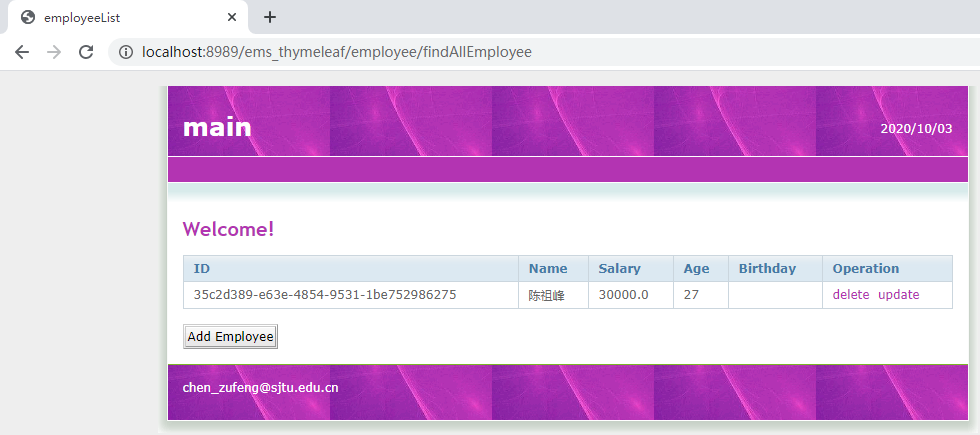 employeeList
localhost:8989/ems_thymeleaf/employee/findAllEmployee
main
2020/10/03
Welcome!
ID Name Salary Age Birthday Operation
35c2d389-e63e-4854-9531-1be752986275 陈祖峰 30000.0 27 delete update
Add Employee
chen_zufeng@sjtu.edu.cn